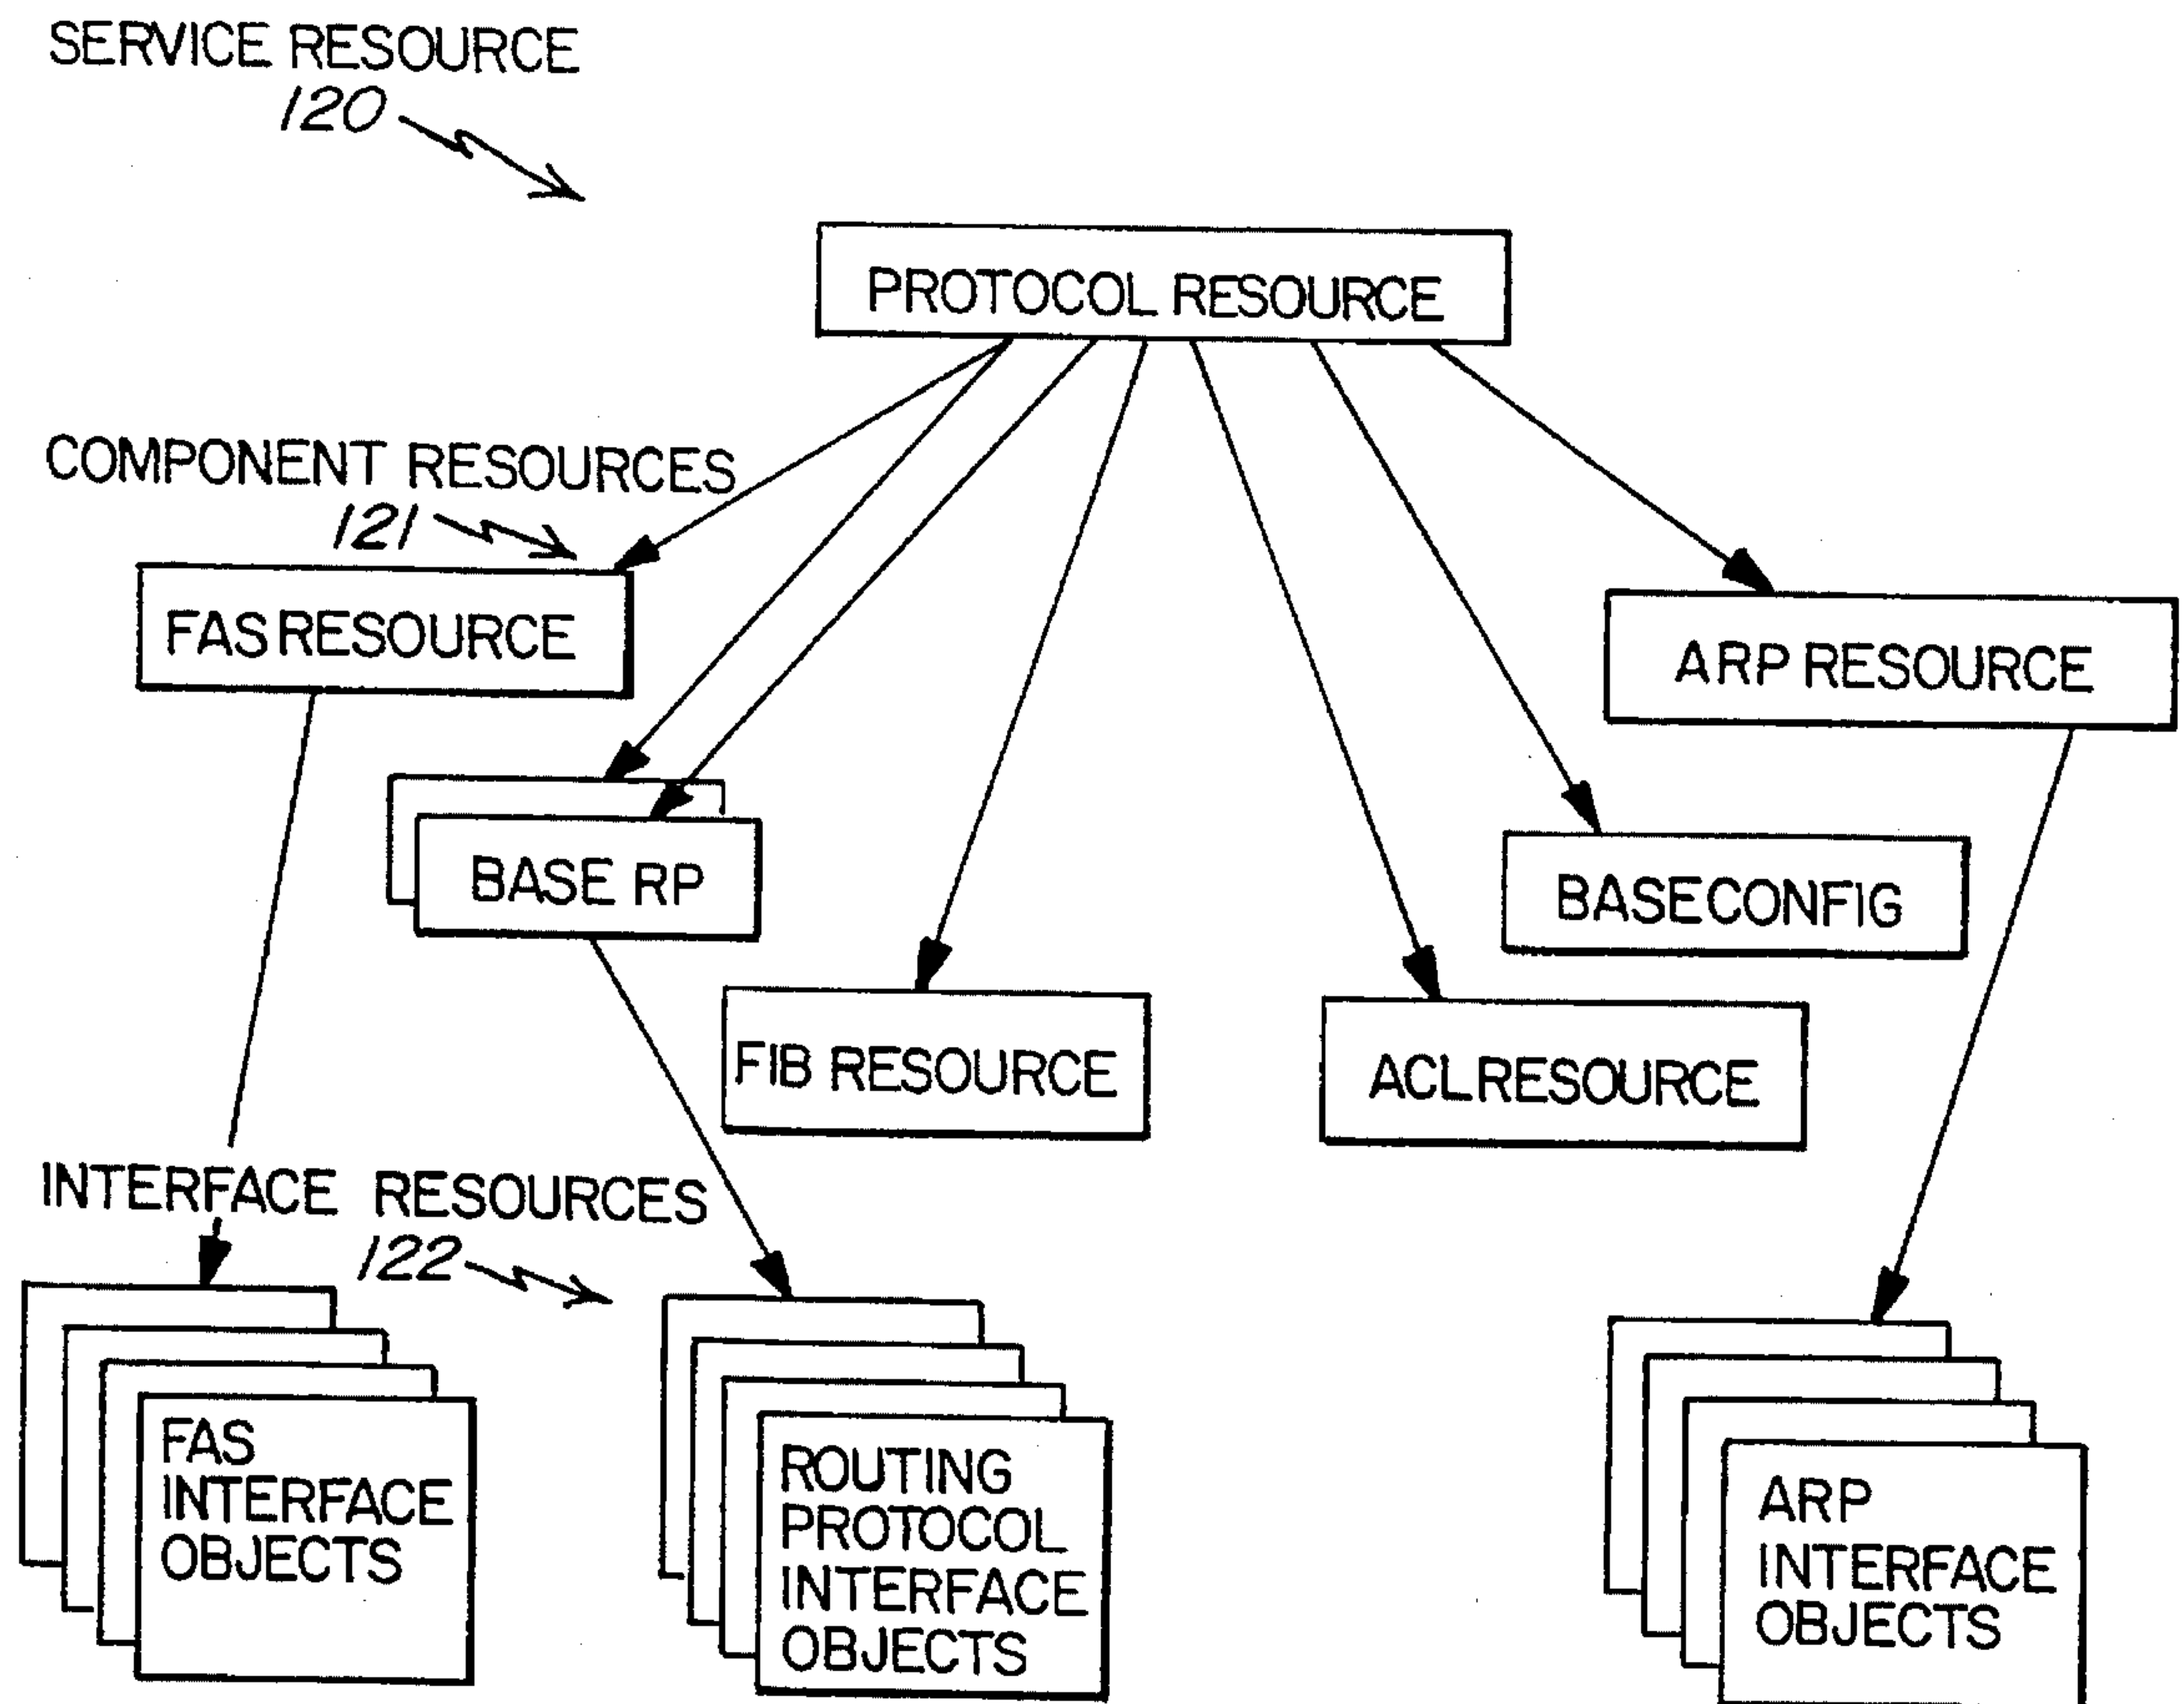 SERVICE RESOURCE
120
PROTOCOL RESOURCE
COMPONENT RESOURCES
121
FAS RESOURCE
ARP RESOURCE
BASE RP
BASECONFIG
FIB RESOURCE
ACL RESOURCE
INTERFACE RESOURCES
122
FAS
INTERFACE
OBJECTS
ROUTING
PROTOCOL
INTERFACE
OBJECTS
ARP
INTERFACE
OBJECTS